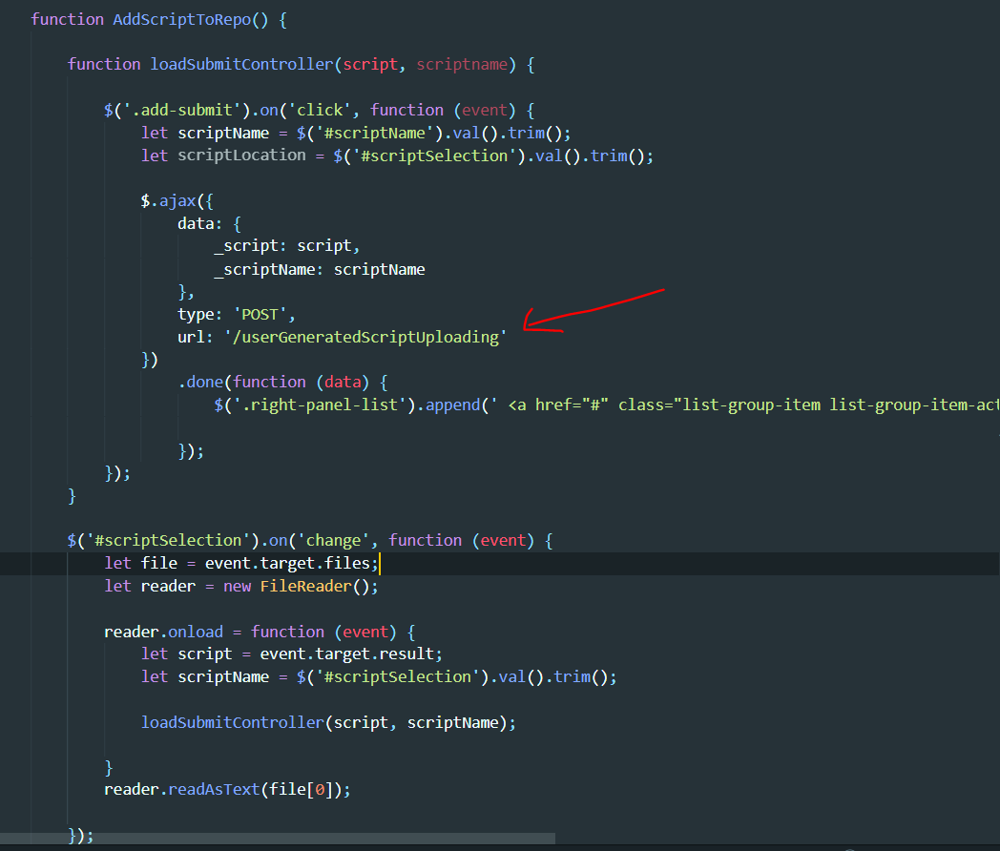 function AddScriptToRepo() {
function loadSubmitController(script, scriptname) {
$('.add-submit').on('click', function (event) {
let scriptName = $('#scriptName').val().trim();
let scriptLocation = $('#scriptSelection').val().trim();
$.ajax({
data: {
_script: script,
_scriptName: scriptName
},
type: 'POST',
url: '/userGeneratedScriptUploading'
})
.done(function (data) {
$('.right-panel-list').append(' <a href="#" class="list-group-item list-group-item-act
});
});
}
$('#scriptSelection').on('change', function (event) {
let file = event.target.files;
let reader = new FileReader();
reader.onload = function (event) {
let script = event.target.result;
let scriptName = $('#scriptSelection').val().trim();
loadSubmitController(script, scriptName);
}
reader.readAsText(file[0]);
});